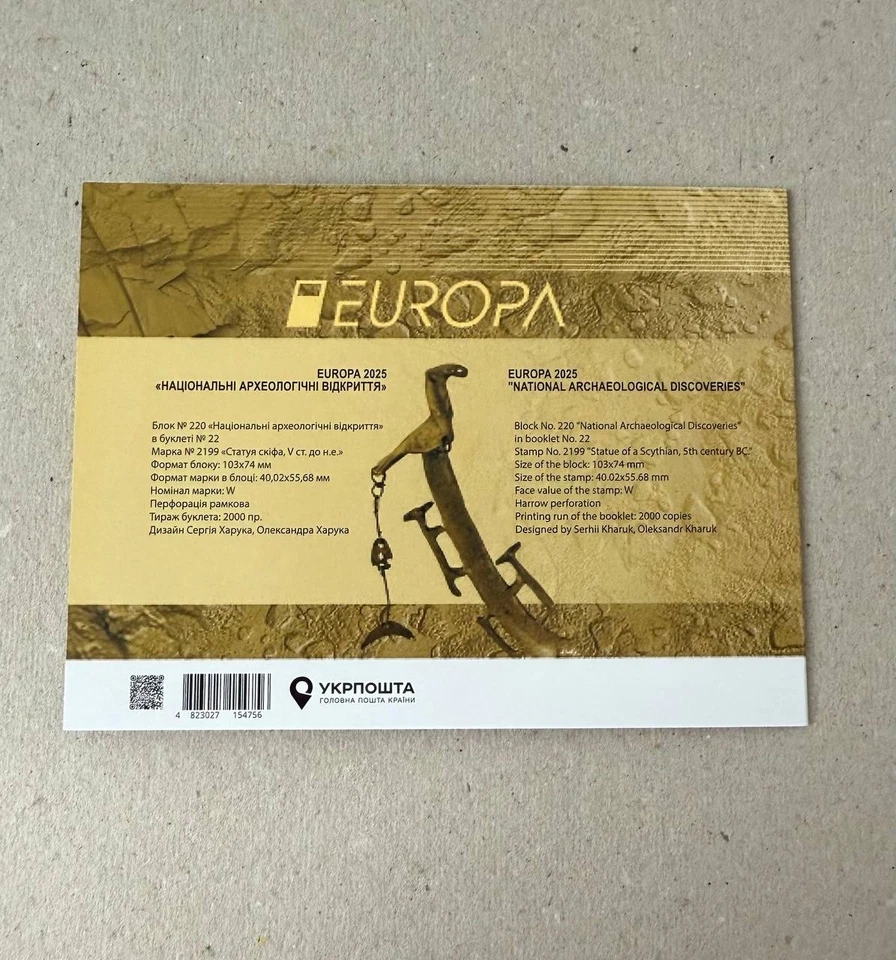 EUROPA
EUROPA 2025
«НАЦІОНАЛЬНІ АРХЕОЛОГІЧНІ ВІДКРИТТЯ»
Блок № 220 «Національні археологічні відкриття»
в буклеті № 22
Марка № 2199 «Статуя скіфа, V ст. до н.е.»
Формат блоку: 103х74 мм
Формат марки в блоці: 40,02х55,68 мм
Номінал марки: W
Перфорація рамкова
Тираж буклета: 2000 пр.
Дизайн Сергія Харука, Олександра Харука
EUROPA 2025
"NATIONAL ARCHAEOLOGICAL DISCOVERIES"
Block No. 220 "National Archaeological Discoveries"
in booklet No. 22
Stamp No. 2199 "Statue of a Scythian, 5th century BC."
Size of the block: 103x74 mm
Size of the stamp: 40.02x55.68 mm
Face value of the stamp: W
Harrow perforation
Printing run of the booklet: 2000 copies
Designed by Serhii Kharuk, Oleksandr Kharuk
4 823027 154756
УКРПОШТА
ГОЛОВНА ПОШТА КРАЇНИ